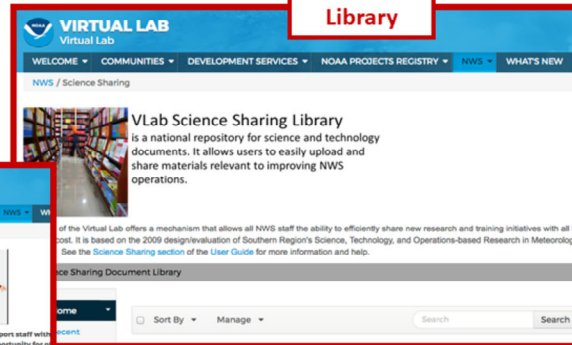 Library
NOAA
VIRTUAL LAB
Virtual Lab
WELCOME COMMUNITIES DEVELOPMENT SERVICES NOAA PROJECTS REGISTRY NWS WHAT'S NEW
NWS / Science Sharing
VLab Science Sharing Library
is a national repository for science and technology
documents. It allows users to easily upload and
share materials relevant to improving NWS
operations.
NWS
of the Virtual Lab offers a mechanism that allows all NWS staff the ability to efficiently share new research and training initiatives with all
cost. It is based on the 2009 design/evaluation of Southern Region's Science, Technology, and Operations-based Research in Meteorolog
See the Science Sharing section of the User Guide for more information and help.
Sharing Document Library
Sort By Manage Search Search
port staff with